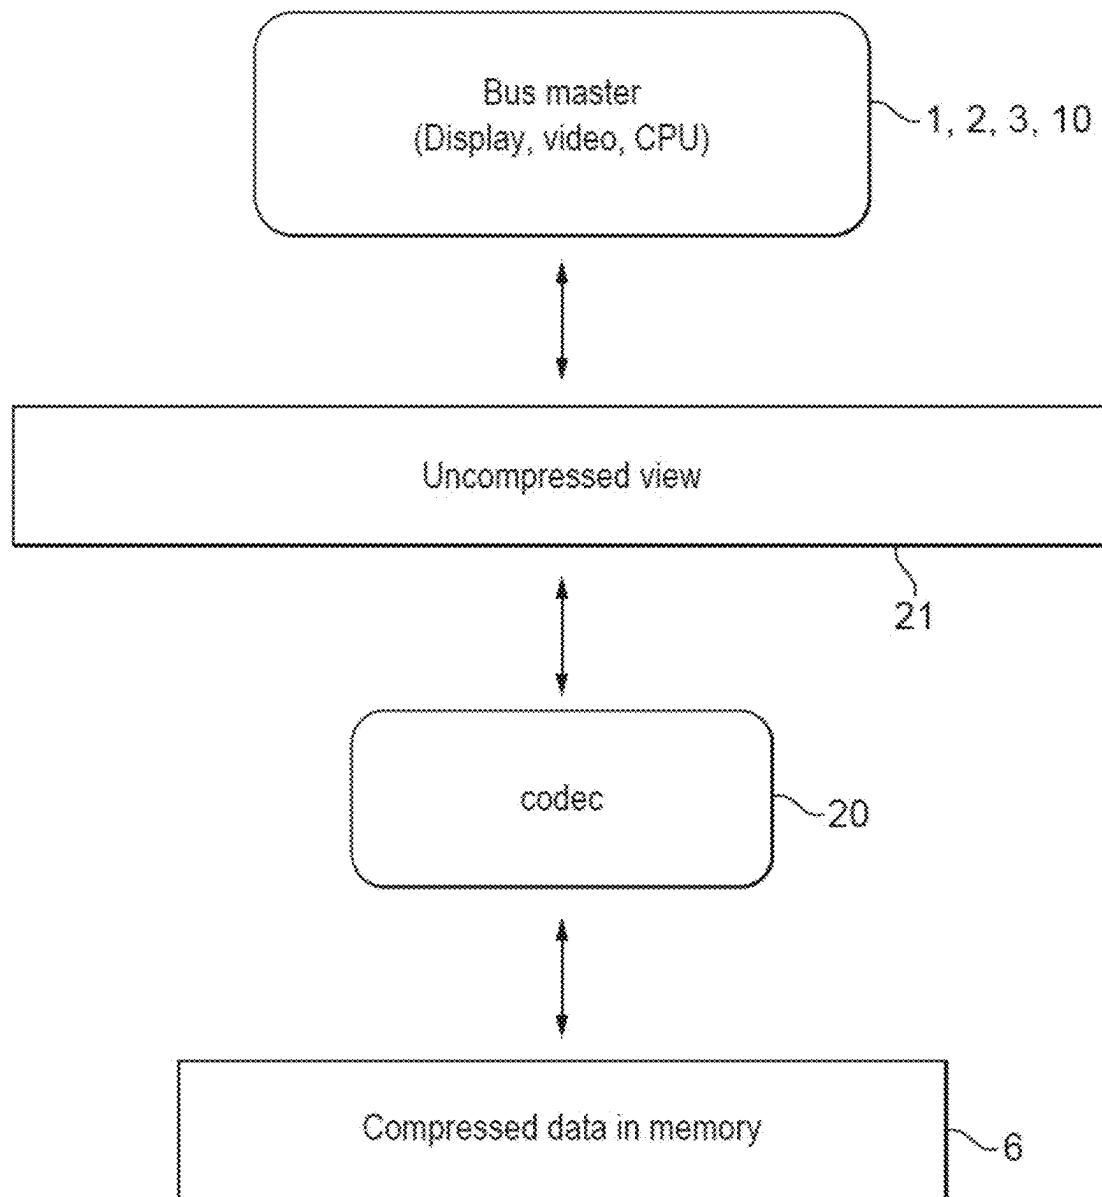 Bus master
(Display, video, CPU)
1, 2, 3, 10
Uncompressed view
21
codec
20
Compressed data in memory
6